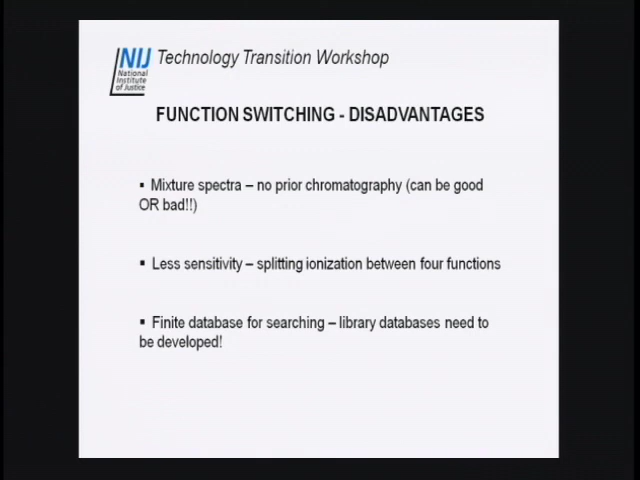 NIJ Technology Transition Workshop
National
Institute
of Justice
FUNCTION SWITCHING - DISADVANTAGES
▪ Mixture spectra – no prior chromatography (can be good
OR bad!!)
▪ Less sensitivity – splitting ionization between four functions
▪ Finite database for searching – library databases need to
be developed!